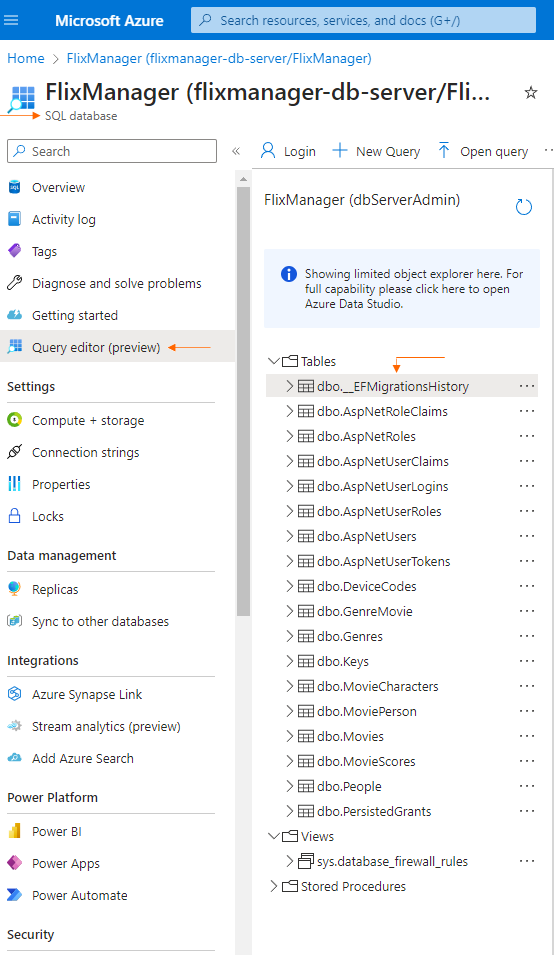 Microsoft Azure
Search resources, services, and docs (G+/)
Home > FlixManager (flixmanager-db-server/FlixManager)
FlixManager (flixmanager-db-server/Fli...
SQL database
Search
Overview
Activity log
Tags
Diagnose and solve problems
Getting started
Query editor (preview)
Settings
Compute + storage
Connection strings
Properties
Locks
Data management
Replicas
Sync to other databases
Integrations
Azure Synapse Link
Stream analytics (preview)
Add Azure Search
Power Platform
Power BI
Power Apps
Power Automate
Security
Login
New Query
Open query
FlixManager (dbServerAdmin)
Showing limited object explorer here. For
full capability please click here to open
Azure Data Studio.
Tables
dbo.__EFMigrationsHistory
dbo.AspNetRoleClaims
dbo.AspNetRoles
dbo.AspNetUserClaims
dbo.AspNetUserLogins
dbo.AspNetUserRoles
dbo.AspNetUsers
dbo.AspNetUserTokens
dbo.DeviceCodes
dbo.GenreMovie
dbo.Genres
dbo.Keys
dbo.MovieCharacters
dbo.MoviePerson
dbo.Movies
dbo.MovieScores
dbo.People
dbo.PersistedGrants
Views
sys.database_firewall_rules
Stored Procedures